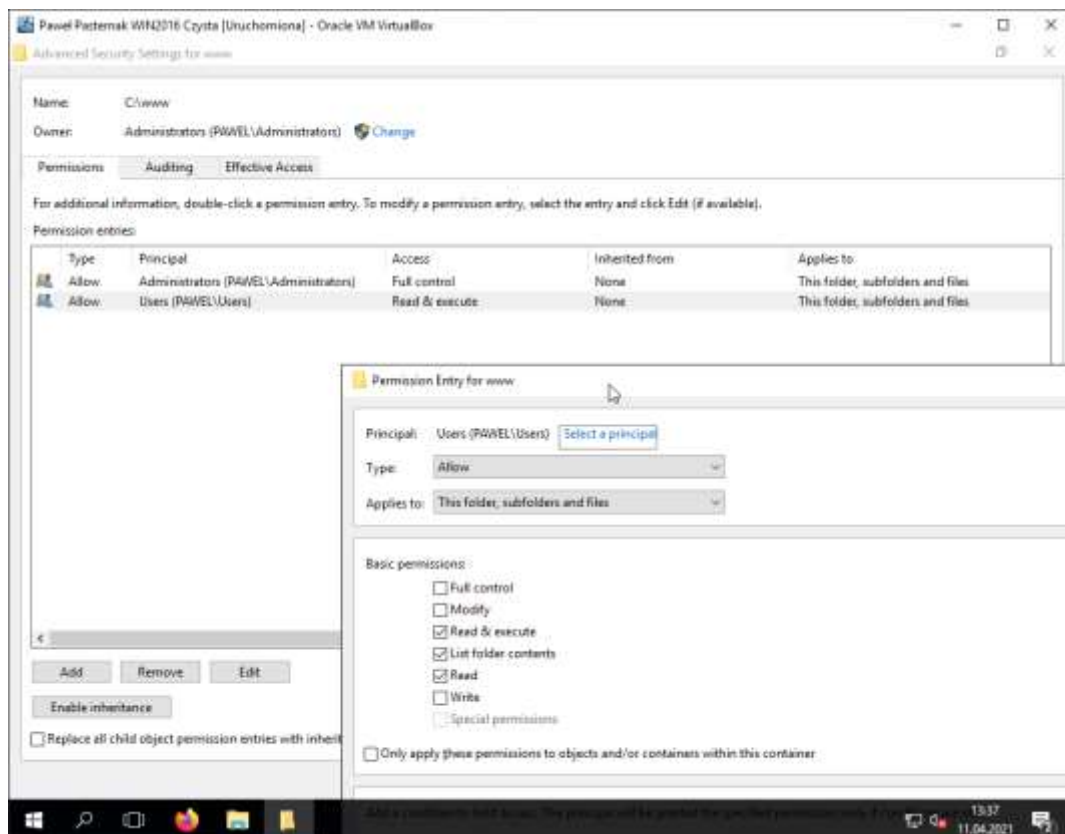 Pawel Pasternak WIN2016 Czysta [Uruchomiona] - Oracle VM VirtualBox
Advanced Security Settings for www
Name: C:\www
Owner: Administrators (PAWEL\Administrators) Change
Permissions Auditing Effective Access
For additional information, double-click a permission entry. To modify a permission entry, select the entry and click Edit (if available).
Permission entries:
Type Principal Access Inherited from Applies to
Allow Administrators (PAWEL\Administrators) Full control None This folder, subfolders and files
Allow Users (PAWEL\Users) Read & execute None This folder, subfolders and files
Permission Entry for www
Principal: Users (PAWEL\Users) Select a principal
Type: Allow
Applies to: This folder, subfolders and files
Basic permissions:
Full control
Modify
Read & execute
List folder contents
Read
Write
Special permissions
Only apply these permissions to objects and/or containers within this container
Add Remove Edit
Enable inheritance
Replace all child object permission entries with inherit
13:37
11.04.2021